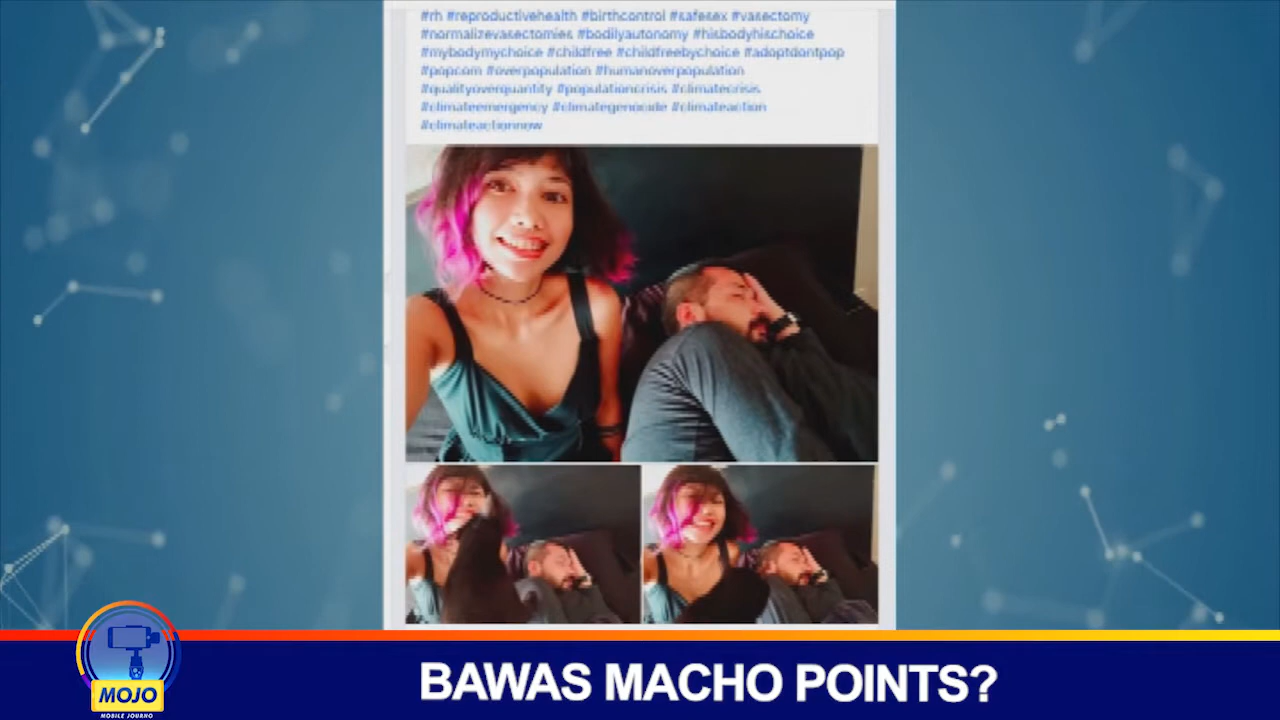 #rh #reproductivehealth #birthcontrol #safesex #vasectomy
#normalizevasectomies #bodilyautonomy #hisbodyhischoice
#mybodymychoice #childfree #childfreebychoice #adoptdontpop
#popcom #overpopulation #humanoverpopulation
#qualityoverquantity #populationcrisis #climatecrisis
#climateemergency #climategenocide #climateaction
#climateactionnow
BAWAS MACHO POINTS?
MOJO
MOBILE JOURNO